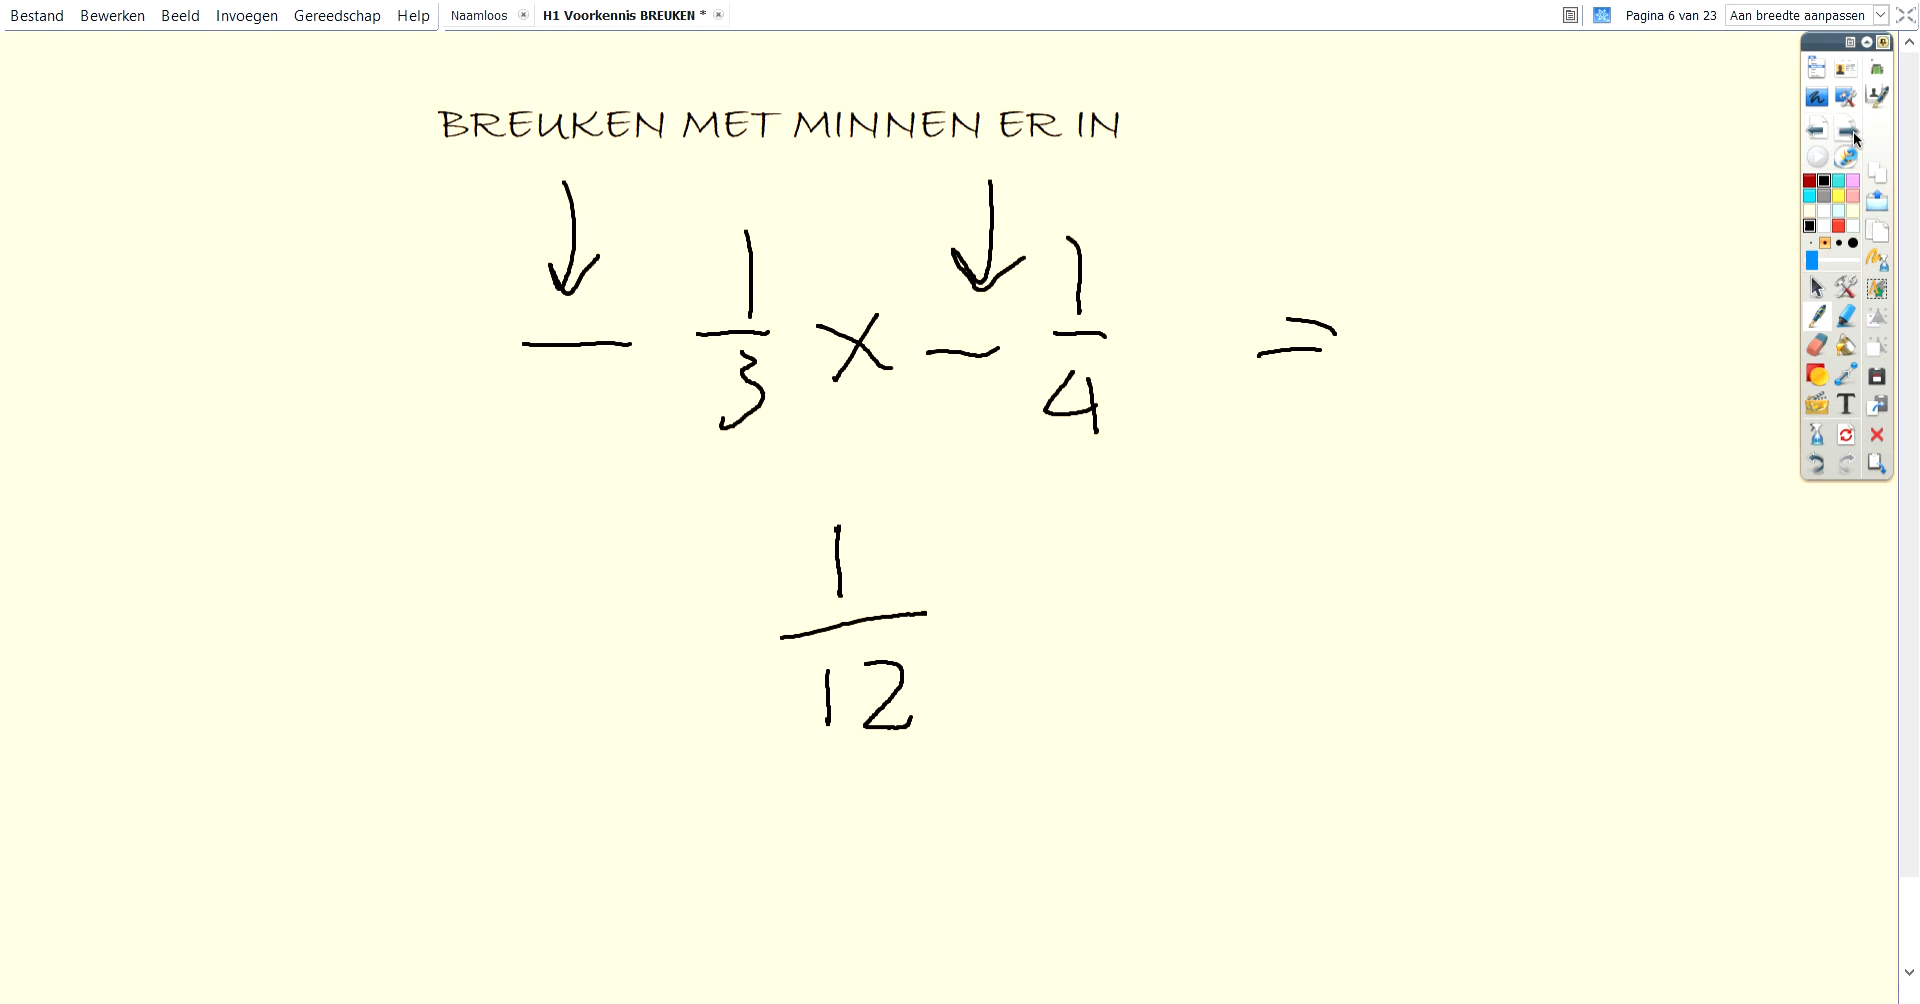 Bestand Bewerken Beeld Invoegen Gereedschap Help Naamloos H1 Voorkennis BREUKEN * Pagina 6 van 23 Aan breedte aanpassen
BREUKEN MET MINNEN ER IN
— 1/3 × — 1/4 =
1/12
T